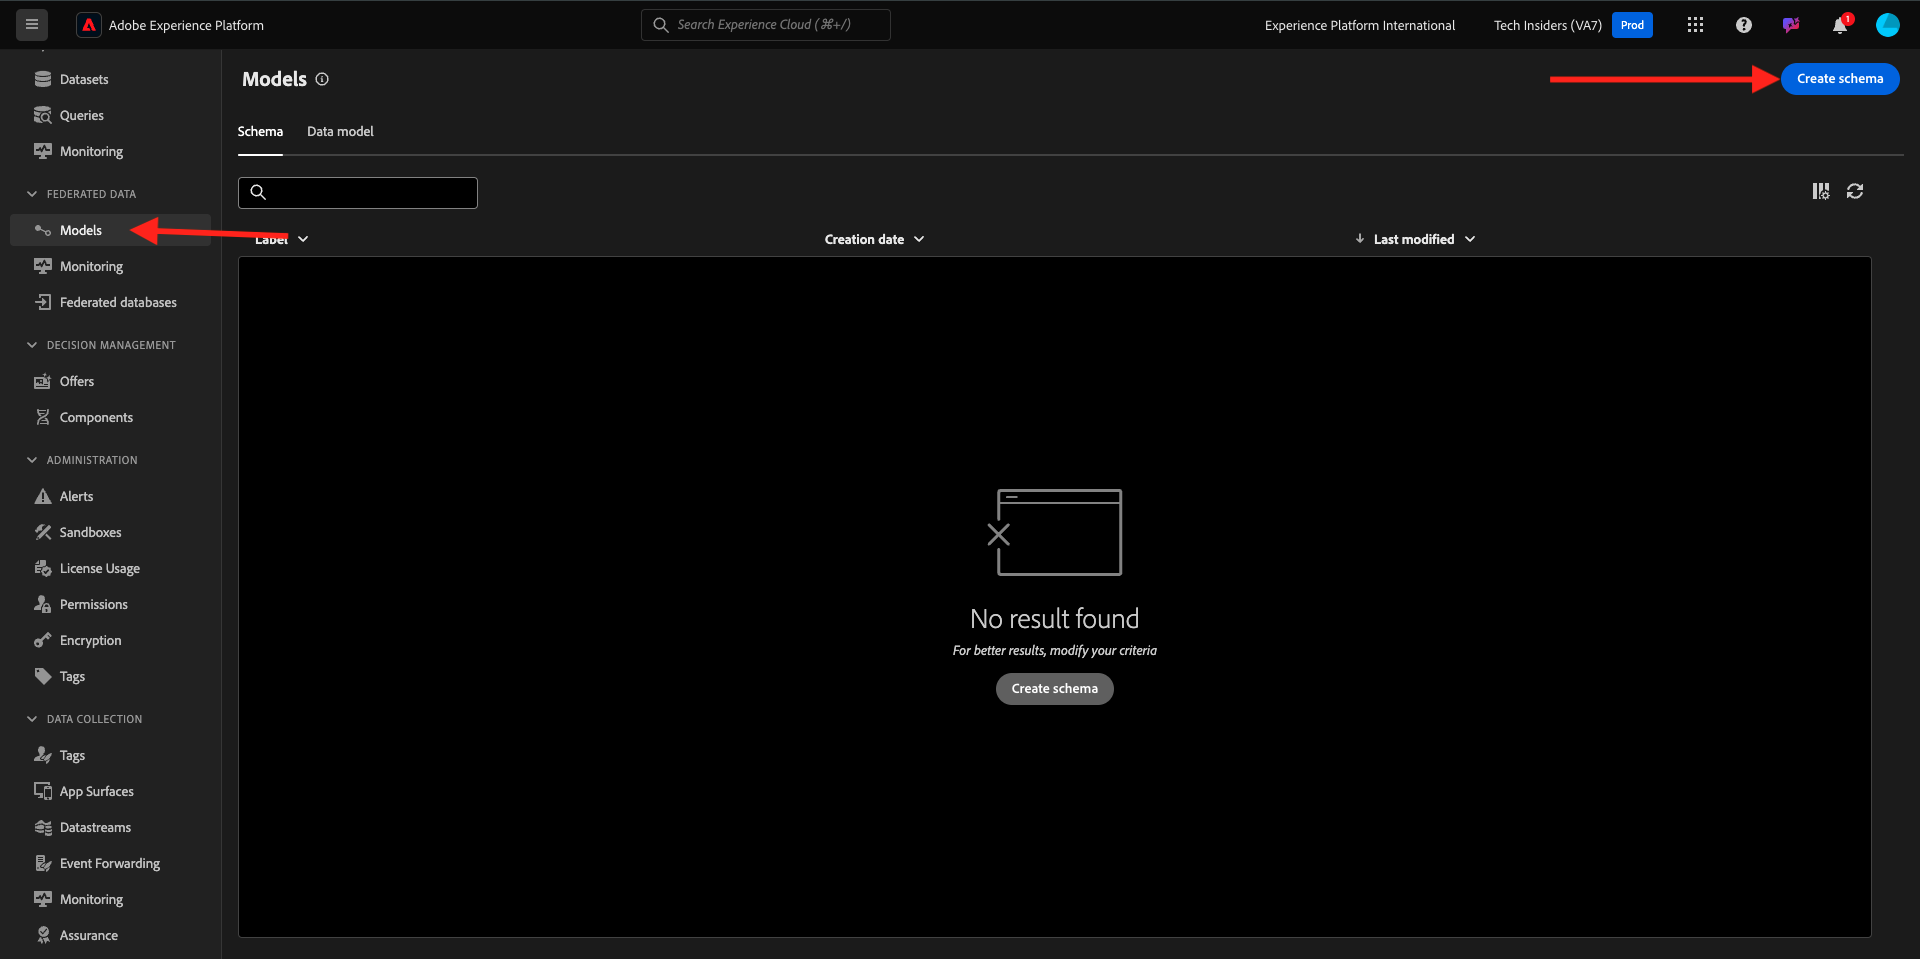 Adobe Experience Platform
Search Experience Cloud (⌘+/)
Experience Platform International
Tech Insiders (VA7)
Prod
1
Datasets
Queries
Monitoring
FEDERATED DATA
Models
Monitoring
Federated databases
DECISION MANAGEMENT
Offers
Components
ADMINISTRATION
Alerts
Sandboxes
License Usage
Permissions
Encryption
Tags
DATA COLLECTION
Tags
App Surfaces
Datastreams
Event Forwarding
Monitoring
Assurance
Models
Create schema
Schema
Data model
Label
Creation date
Last modified
No result found
For better results, modify your criteria
Create schema